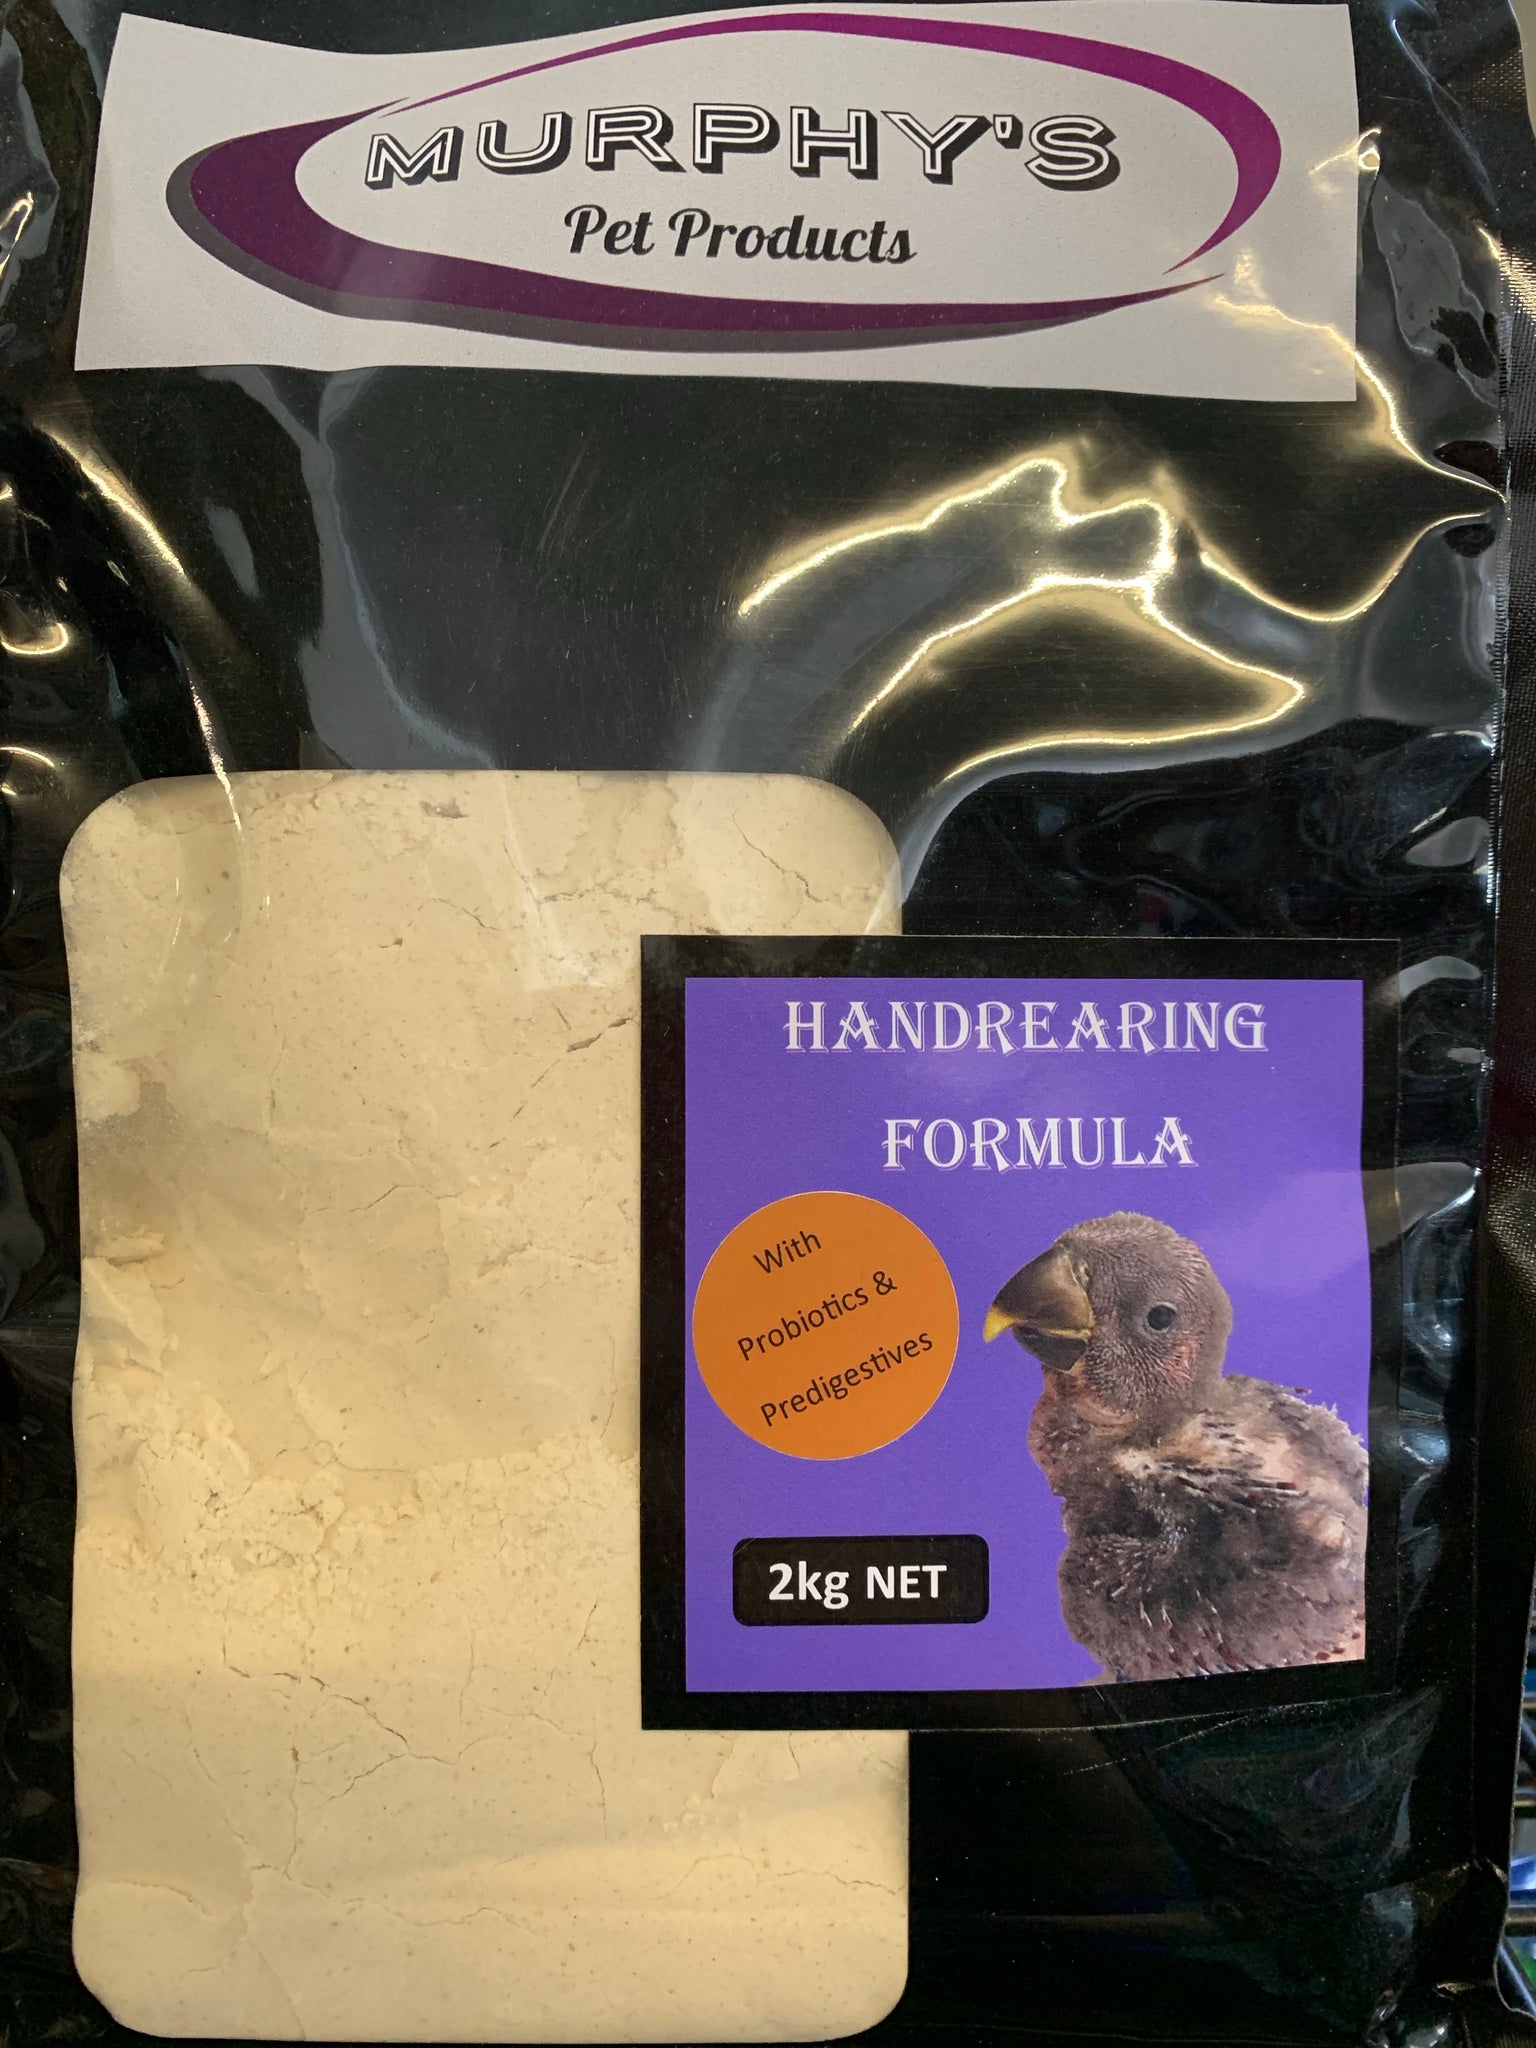 MURPHY'S
Pet Products
HANDREARING
FORMULA
With
Probiotics &
Predigestives
2kg NET